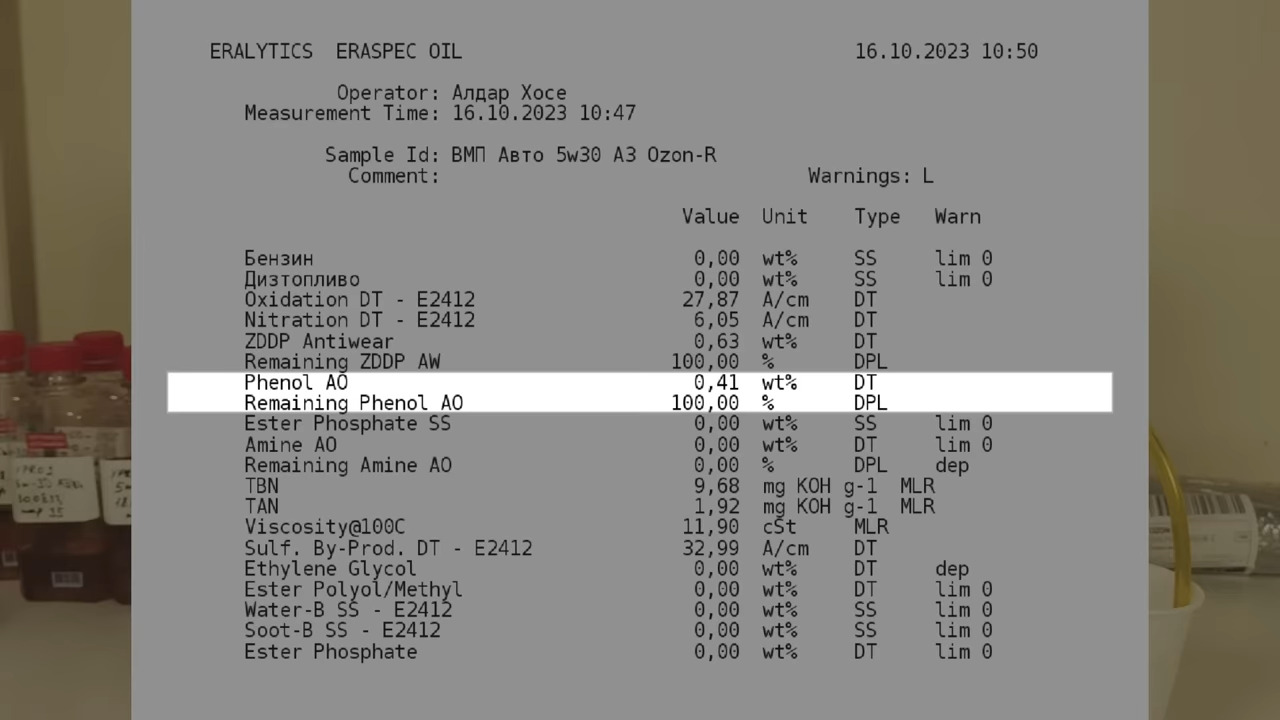 ERALYTICS ERASPEC OIL 16.10.2023 10:50
Operator: Алдар Хосе
Measurement Time: 16.10.2023 10:47
Sample Id: ВМП Авто 5w30 A3 Ozon-R
Comment: Warnings: L
Value Unit Type Warn
Бензин 0,00 wt% SS lim 0
Дизтопливо 0,00 wt% SS lim 0
Oxidation DT - E2412 27,87 A/cm DT
Nitration DT - E2412 6,05 A/cm DT
ZDDP Antiwear 0,63 wt% DT
Remaining ZDDP AW 100,00 % DPL
Phenol AO 0,41 wt% DT
Remaining Phenol AO 100,00 % DPL
Ester Phosphate SS 0,00 wt% SS lim 0
Amine AO 0,00 wt% DT lim 0
Remaining Amine AO 0,00 % DPL dep
TBN 9,68 mg KOH g-1 MLR
TAN 1,92 mg KOH g-1 MLR
Viscosity@100C 11,90 cSt MLR
Sulf. By-Prod. DT - E2412 32,99 A/cm DT
Ethylene Glycol 0,00 wt% DT dep
Ester Polyol/Methyl 0,00 wt% DT lim 0
Water-B SS - E2412 0,00 wt% SS lim 0
Soot-B SS - E2412 0,00 wt% SS lim 0
Ester Phosphate 0,00 wt% DT lim 0